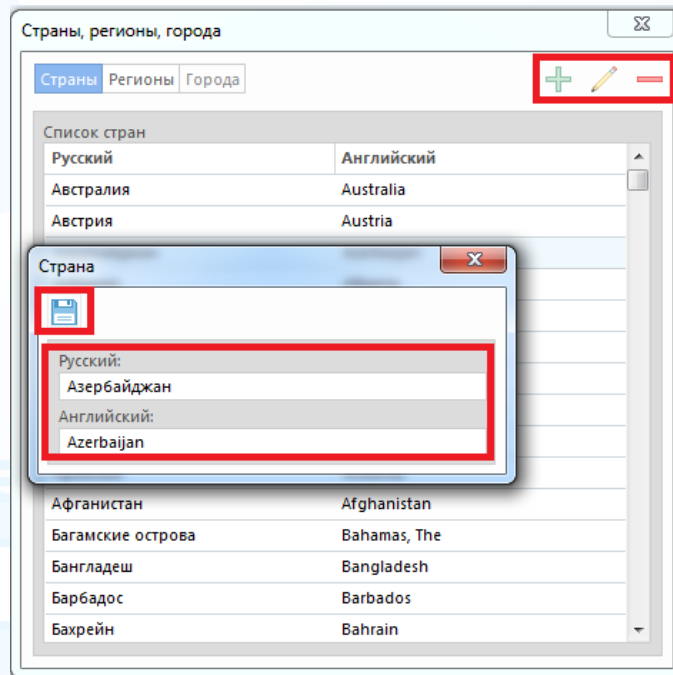 Страны, регионы, города
Страны Регионы Города
Список стран
Русский Английский
Австралия Australia
Австрия Austria
Страна
Русский:
Азербайджан
Английский:
Azerbaijan
Афганистан Afghanistan
Багамские острова Bahamas, The
Бангладеш Bangladesh
Барбадос Barbados
Бахрейн Bahrain